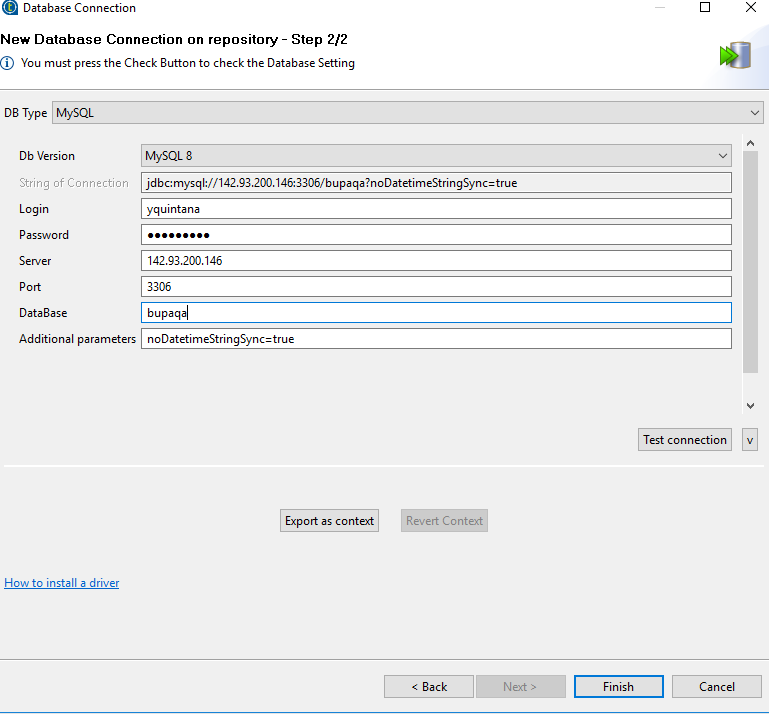 Database Connection
New Database Connection on repository - Step 2/2
You must press the Check Button to check the Database Setting
DB Type MySQL
Db Version MySQL 8
String of Connection jdbc:mysql://142.93.200.146:3306/bupaqa?noDatetimeStringSync=true
Login yquintana
Password ●●●●●●●●●
Server 142.93.200.146
Port 3306
DataBase bupaqa
Additional parameters noDatetimeStringSync=true
Test connection v
Export as context Revert Context
How to install a driver
< Back Next > Finish Cancel